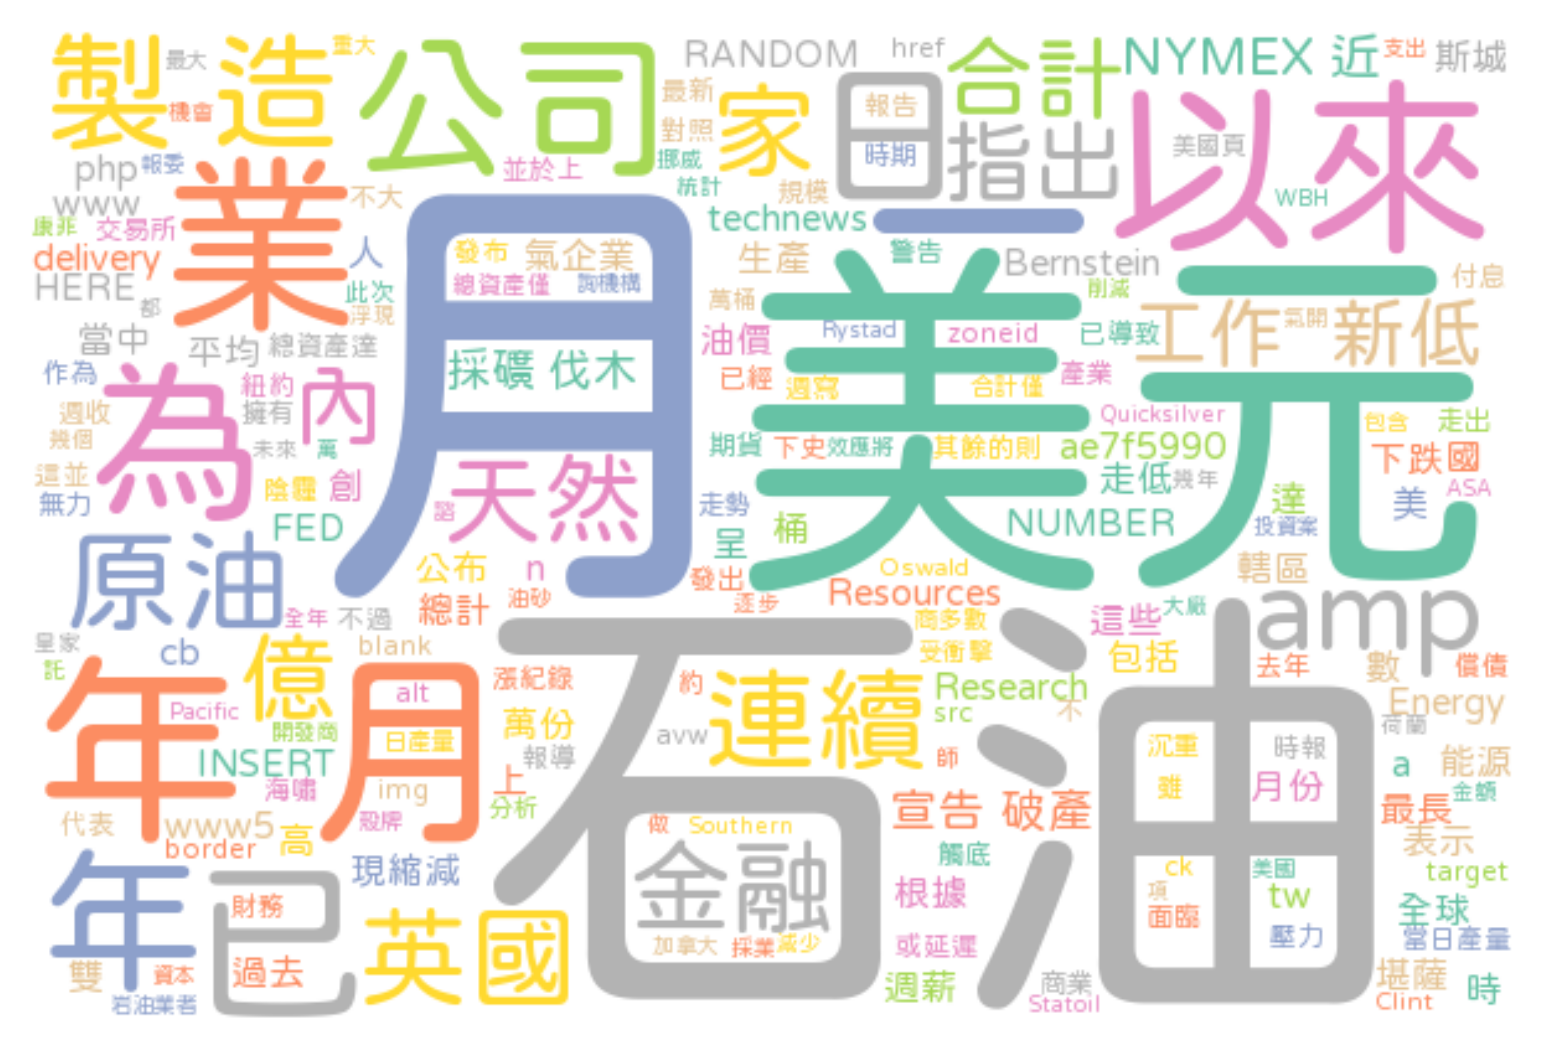 製造
最大
重大
公司
RANDOM
href
合計
NYMEX
近
支出
斯城
機會
最新
家
日
報告
以來
對照
時期
指出
美國頁
php
報委
業
並於上
挪威
統計
規模
WBH
www
不大
technews
一
康菲
交易所
月
delivery
人
發布
氣企業
生產
警告
Bernstein
二
付息
HERE
此次
總資產僅
詢機構
萬桶
美元
削減
都
浮現
當中
平均
總資產達
油價
Rystad
zoneid
已導致
工作
氣開
新低
作為
為
紐約
內
採礦
伐木
已經
週寫
合計僅
產業
週收
擁有
Quicksilver
包含
走出
幾個
未來
萬
期貨
下史
效應將
其餘的則
ae7f5990
下跌
國
這並
陰霾
創
天然
走低
幾年
達
ASA
無力
諮
走勢
桶
NUMBER
投資案
美
FED
呈
原油
公布
n
發出
Oswald
轄區
總計
油砂
逐步
Resources
大廠
amp
全年
不過
石油
商多數
這些
皇家
cb
億
blank
受衝擊
包括
去年
數
償債
託
年
月
alt
漲紀錄
約
連續
Research
Energy
Pacific
src
不
荷蘭
開發商
日產量
萬份
avw
沉重
時報
INSERT
報導
師
a
能源
海嘯
img
上
雖
月份
金額
分析
代表
www5
高
殼牌
做
Southern
宣告
破產
最長
border
表示
年
已
現縮減
金融
觸底
ck
美國
target
財務
英國
根據
項
tw
全球
面臨
加拿大
採業
減少
或延遲
壓力
當日產量
雙
資本
過去
週薪
商業
堪薩
時
岩油業者
Statoil
Clint